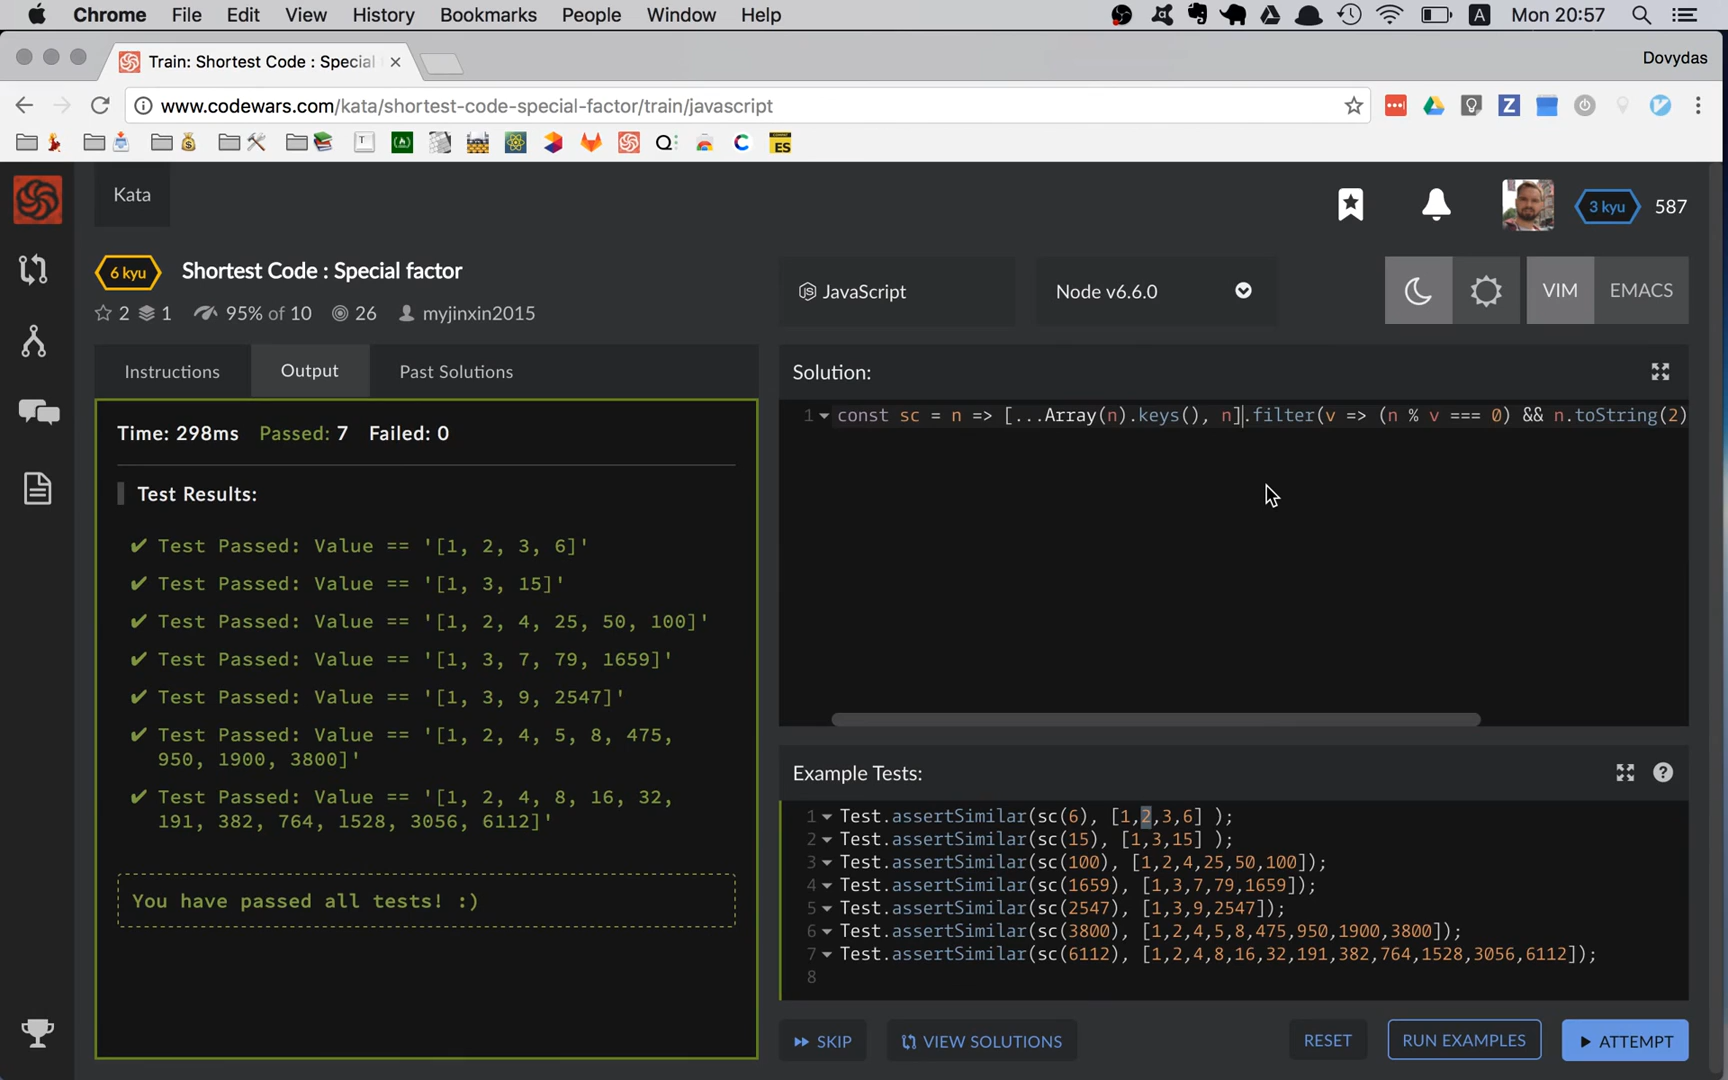 Chrome File Edit View History Bookmarks People Window Help A Mon 20:57
Train: Shortest Code : Special
Dovydas
www.codewars.com/kata/shortest-code-special-factor/train/javascript
Z
T Q C ES
Kata
3 kyu 587
6 kyu Shortest Code : Special factor
2 1 95% of 10 26 myjinxin2015
JavaScript
Node v6.6.0
VIM EMACS
Instructions Output Past Solutions
Time: 298ms Passed: 7 Failed: 0
Test Results:
✔ Test Passed: Value == '[1, 2, 3, 6]'
✔ Test Passed: Value == '[1, 3, 15]'
✔ Test Passed: Value == '[1, 2, 4, 25, 50, 100]'
✔ Test Passed: Value == '[1, 3, 7, 79, 1659]'
✔ Test Passed: Value == '[1, 3, 9, 2547]'
✔ Test Passed: Value == '[1, 2, 4, 5, 8, 475,
950, 1900, 3800]'
✔ Test Passed: Value == '[1, 2, 4, 8, 16, 32,
191, 382, 764, 1528, 3056, 6112]'
You have passed all tests! :)
Solution:
1 const sc = n => [...Array(n).keys(), n].filter(v => (n % v === 0) && n.toString(2)
Example Tests:
1 Test.assertSimilar(sc(6), [1,2,3,6] );
2 Test.assertSimilar(sc(15), [1,3,15] );
3 Test.assertSimilar(sc(100), [1,2,4,25,50,100]);
4 Test.assertSimilar(sc(1659), [1,3,7,79,1659]);
5 Test.assertSimilar(sc(2547), [1,3,9,2547]);
6 Test.assertSimilar(sc(3800), [1,2,4,5,8,475,950,1900,3800]);
7 Test.assertSimilar(sc(6112), [1,2,4,8,16,32,191,382,764,1528,3056,6112]);
8
SKIP VIEW SOLUTIONS RESET RUN EXAMPLES ATTEMPT